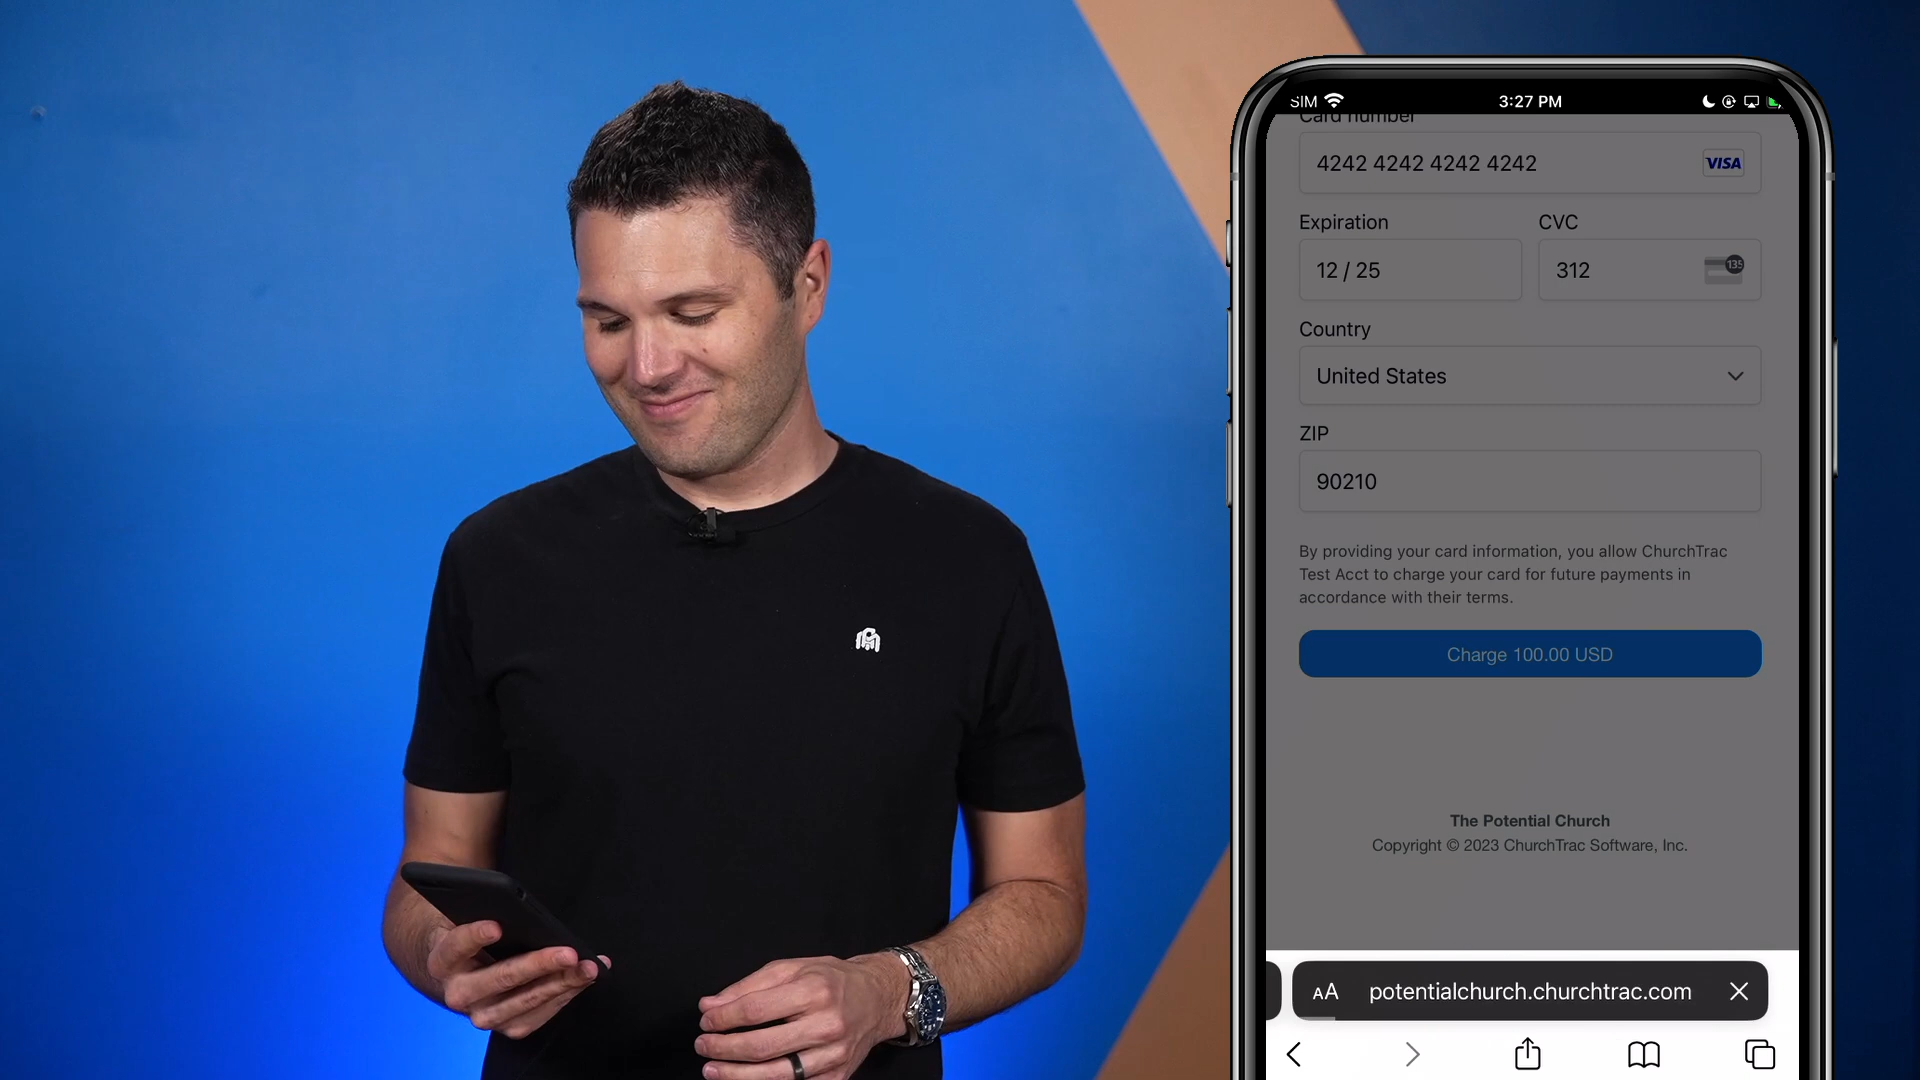 SIM
3:27 PM
Card number
4242 4242 4242 4242
VISA
Expiration
CVC
12 / 25
312
135
Country
United States
ZIP
90210
By providing your card information, you allow ChurchTrac
Test Acct to charge your card for future payments in
accordance with their terms.
Charge 100.00 USD
The Potential Church
Copyright © 2023 ChurchTrac Software, Inc.
AA
potentialchurch.churchtrac.com